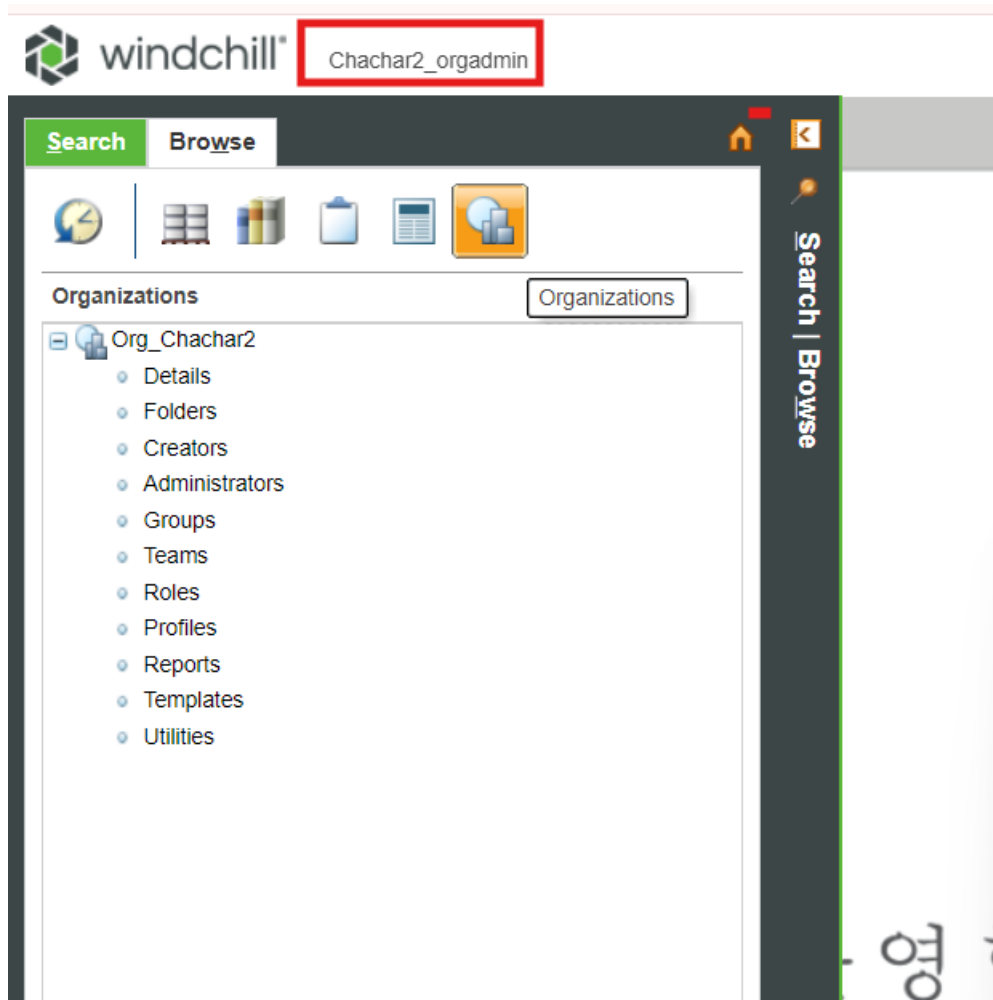 windchill®
Chachar2_orgadmin
Search
Browse
Organizations
Organizations
Org_Chachar2
Details
Folders
Creators
Administrators
Groups
Teams
Roles
Profiles
Reports
Templates
Utilities
Search | Browse
영